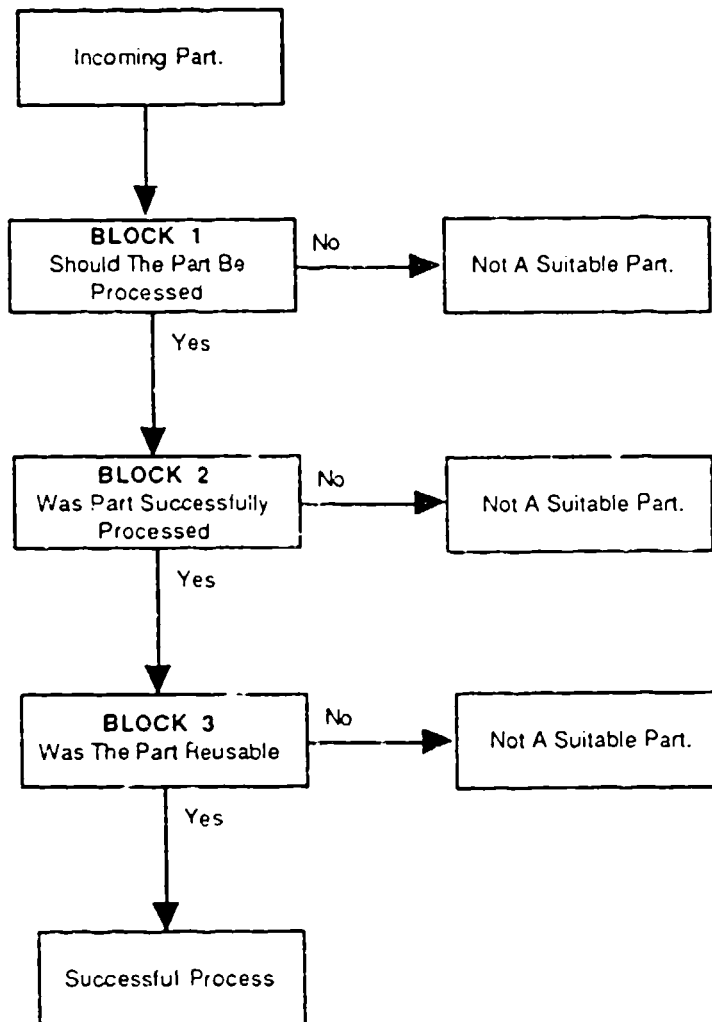 Incoming Part.
BLOCK 1
Should The Part Be
Processed
No
Not A Suitable Part.
Yes
BLOCK 2
Was Part Successfully
Processed
No
Not A Suitable Part.
Yes
BLOCK 3
Was The Part Reusable
No
Not A Suitable Part.
Yes
Successful Process